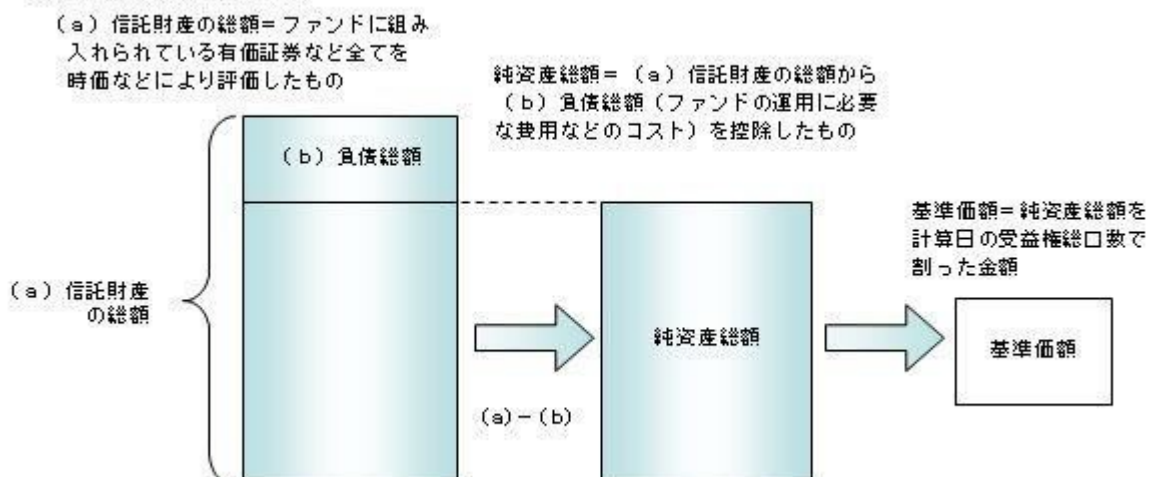 (a)信託財産の総額=ファンドに組み
入れられている有価証券など全てを
時価などにより評価したもの
純資産総額=(a)信託財産の総額から
(b)負債総額(ファンドの運用に必要
な費用などのコスト)を控除したもの
(b)負債総額
基準価額=純資産総額を
計算日の受益権総口数で
割った金額
(a)信託財産
の総額
純資産総額
基準価額
(a)-(b)